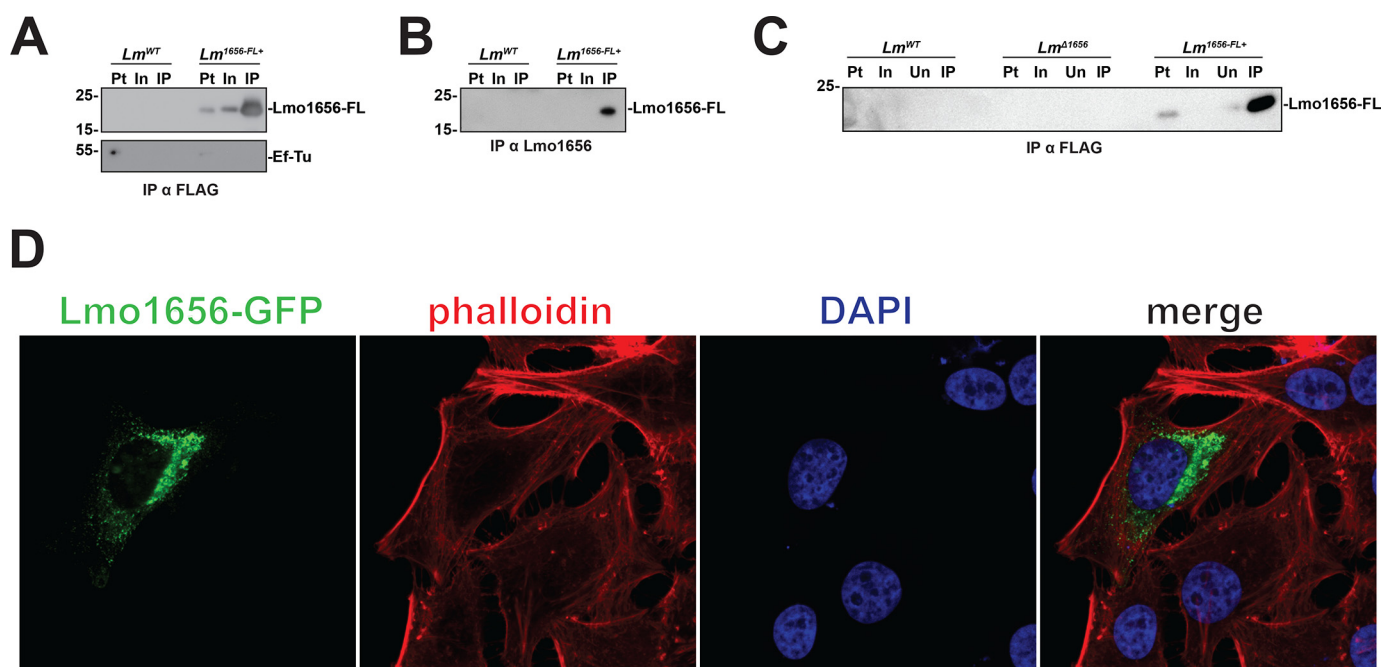 A
Lm^WT Lm^1656-FL+
Pt In IP Pt In IP
25-
-Lmo1656-FL
15-
55-
-Ef-Tu
IP α FLAG
B
Lm^WT Lm^1656-FL+
Pt In IP Pt In IP
25-
-Lmo1656-FL
15-
IP α Lmo1656
C
Lm^WT Lm^Δ1656 Lm^1656-FL+
Pt In Un IP Pt In Un IP Pt In Un IP
25-
-Lmo1656-FL
IP α FLAG
D
Lmo1656-GFP phalloidin DAPI merge